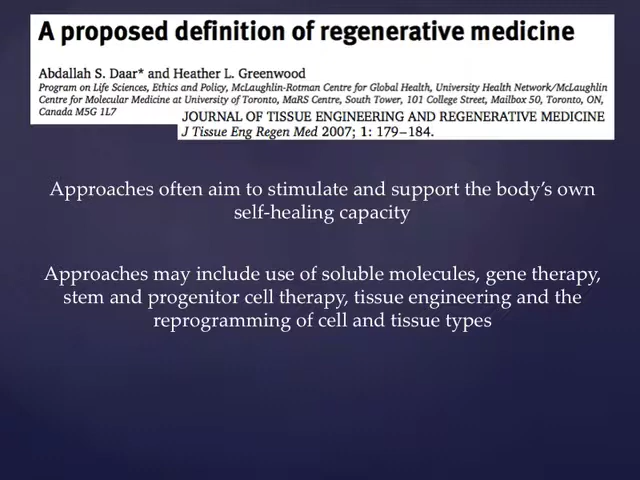 A proposed definition of regenerative medicine
Abdallah S. Daar* and Heather L. Greenwood
Program on Life Sciences, Ethics and Policy, McLaughlin-Rotman Centre for Global Health, University Health Network/McLaughlin
Centre for Molecular Medicine at University of Toronto, MaRS Centre, South Tower, 101 College Street, Mailbox 50, Toronto, ON,
Canada M5G 1L7
JOURNAL OF TISSUE ENGINEERING AND REGENERATIVE MEDICINE
J Tissue Eng Regen Med 2007; 1: 179–184.
Approaches often aim to stimulate and support the body’s own
self-healing capacity
Approaches may include use of soluble molecules, gene therapy,
stem and progenitor cell therapy, tissue engineering and the
reprogramming of cell and tissue types